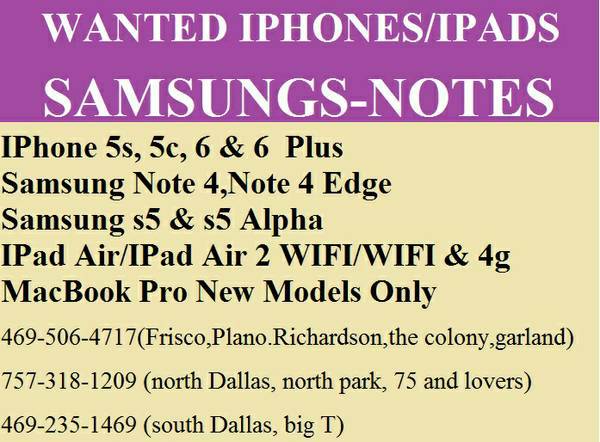 WANTED IPHONES/IPADS
SAMSUNGS-NOTES
IPhone 5s, 5c, 6 & 6  Plus
Samsung Note 4,Note 4 Edge
Samsung s5 & s5 Alpha
IPad Air/IPad Air 2 WIFI/WIFI & 4g
MacBook Pro New Models Only
469-506-4717(Frisco,Plano.Richardson,the colony,garland)
757-318-1209 (north Dallas, north park, 75 and lovers)
469-235-1469 (south Dallas, big T)